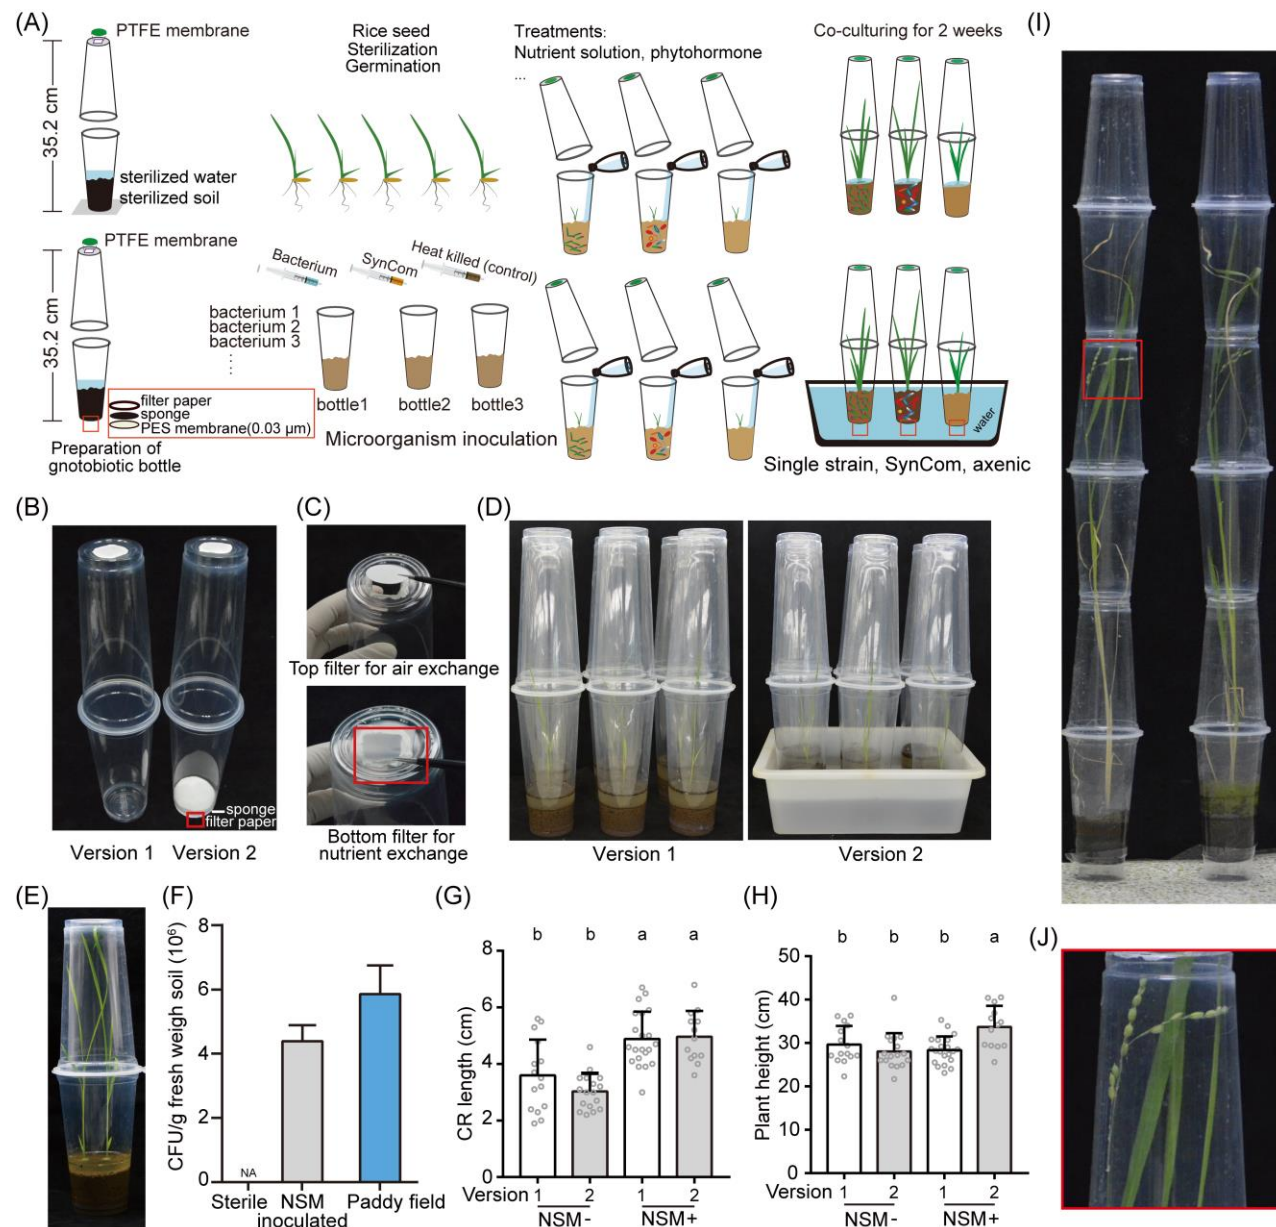 (A)
PTFE membrane
35.2 cm
sterilized water
sterilized soil
Rice seed
Sterilization
Germination
Treatments:
Nutrient solution, phytohormone
...
Co-culturing for 2 weeks
PTFE membrane
35.2 cm
filter paper
sponge
PES membrane(0.03 μm)
Preparation of
gnotobiotic bottle
Bacterium
SynCom
Heat killed (control)
bacterium 1
bacterium 2
bacterium 3
bottle1
bottle2
bottle3
Microorganism inoculation
water
Single strain, SynCom, axenic
(B)
sponge
filter paper
Version 1
Version 2
(C)
Top filter for air exchange
Bottom filter for
nutrient exchange
(D)
Version 1
Version 2
(E)
(F)
CFU/g fresh weigh soil (10⁶)
8
6
4
2
0
NA
Sterile
NSM
inoculated
Paddy field
(G)
b b a a
CR length (cm)
8
6
4
2
0
Version 1 2 1 2
NSM- NSM+
(H)
b b b a
Plant height (cm)
50
40
30
20
10
0
Version 1 2 1 2
NSM- NSM+
(I)
(J)